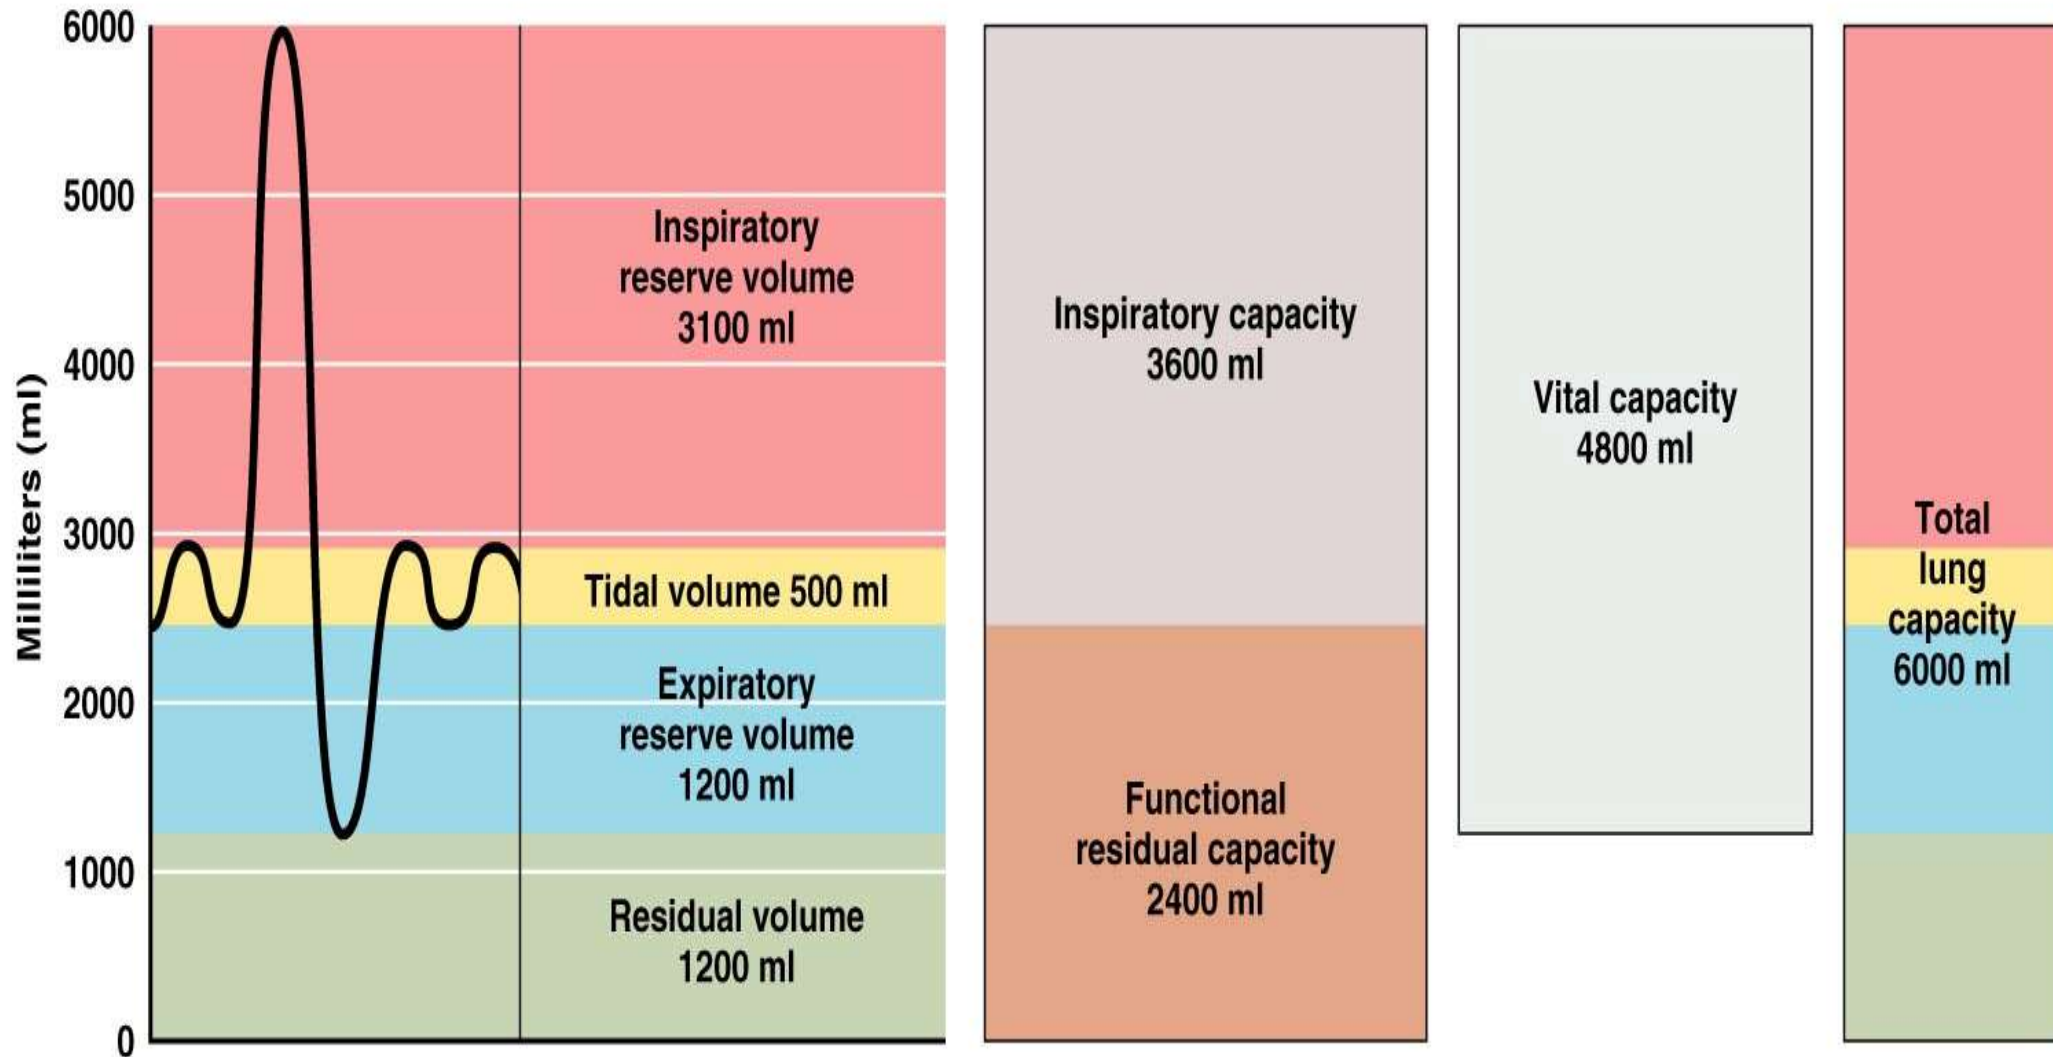 Milliliters (ml)
6000
5000
4000
3000
2000
1000
0
Inspiratory
reserve volume
3100 ml
Tidal volume 500 ml
Expiratory
reserve volume
1200 ml
Residual volume
1200 ml
Inspiratory capacity
3600 ml
Functional
residual capacity
2400 ml
Vital capacity
4800 ml
Total
lung
capacity
6000 ml